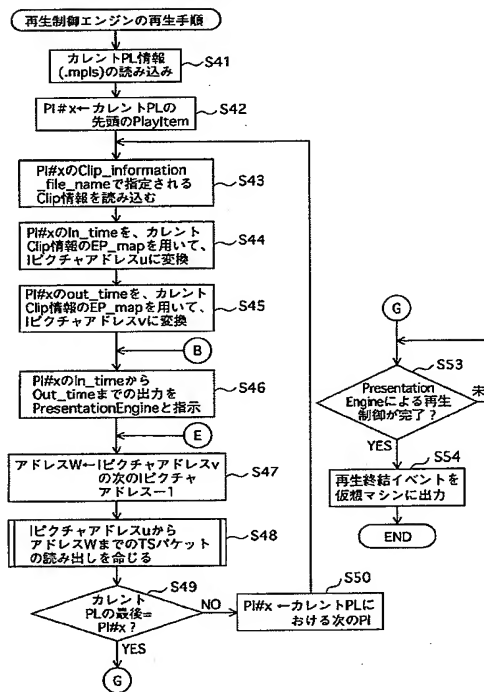 再生制御エンジンの再生手順
カレントPL情報
(.mpls)の読み込み
S41
PI#x←カレントPLの
先頭のPlayItem
S42
PI#xのClip_information
_file_nameで指定される
Clip情報を読み込む
S43
PI#xのIn_timeを、カレント
Clip情報のEP_mapを用いて、
Iピクチャアドレスuに変換
S44
PI#xのout_timeを、カレント
Clip情報のEP_mapを用いて、
Iピクチャアドレスvに変換
S45
B
PI#xのIn_timeから
Out_timeまでの出力を
PresentationEngineと指示
S46
E
アドレスW←Iピクチャアドレスv
の次のIピクチャ
アドレスー1
S47
Iピクチャアドレスuから
アドレスWまでのTSパケット
の読み出しを命じる
S48
カレント
PLの最後=
PI#x?
S49
NO
YES
PI#x ←カレントPLに
おける次のPI
S50
G
G
Presentation
Engineによる再生
制御が完了?
S53
未
YES
再生終結イベントを
仮想マシンに出力
S54
END